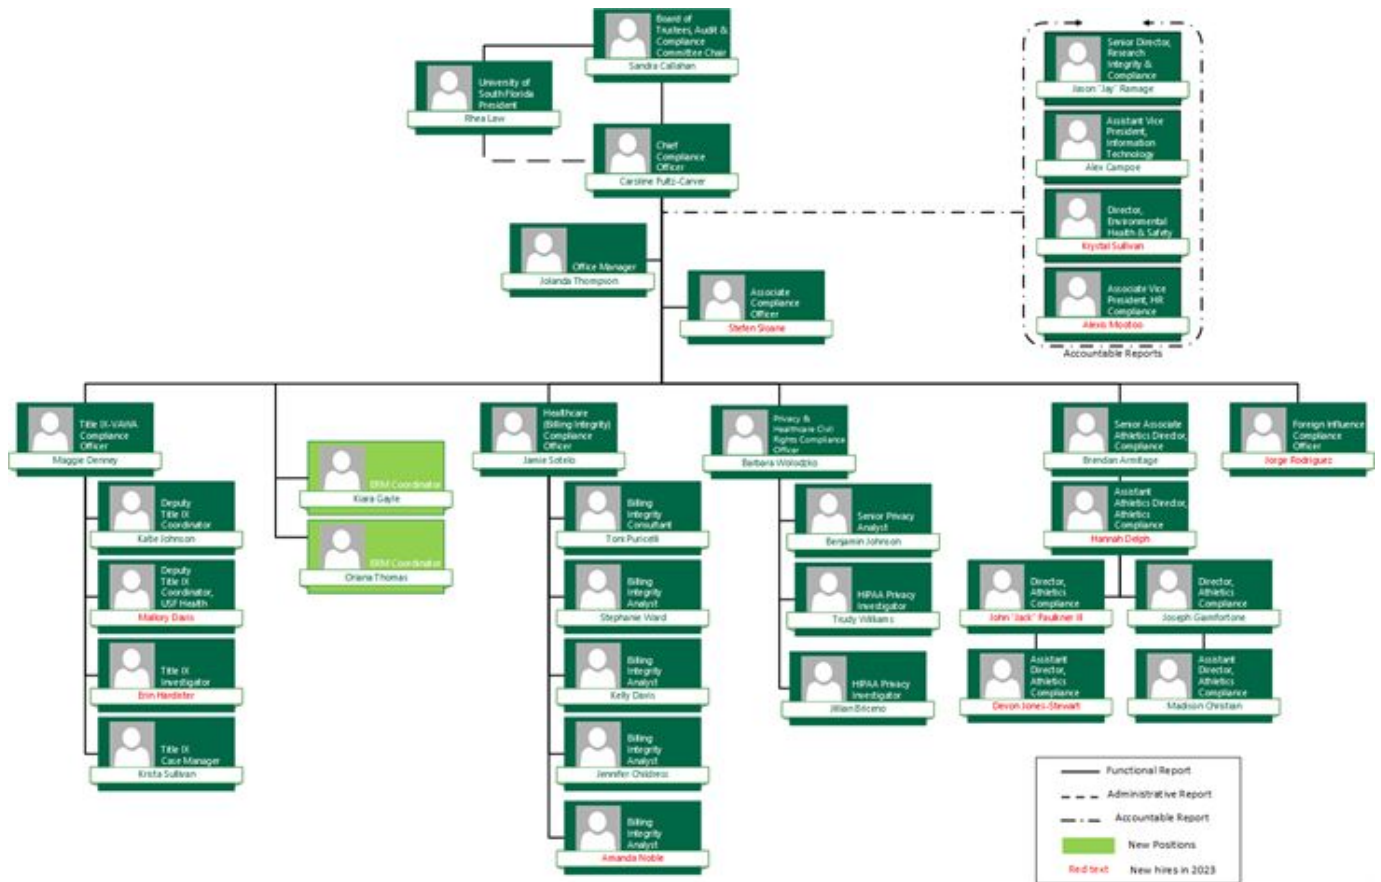 Board of
Trustees, Audit &
Compliance
Committee Chair
Sandra Callahan
University of
South Florida
President
Rhea Law
Chief
Compliance
Officer
Caroline Fultz-Carver
Senior Director,
Research
Integrity &
Compliance
Jason "Jay" Ramage
Assistant Vice
President,
Information
Technology
Alex Campoe
Director,
Environmental
Health & Safety
Krystal Sullivan
Associate Vice
President, HR
Compliance
Alexis Mootoo
Accountable Reports
Office Manager
Jolanda Thompson
Associate
Compliance
Officer
Stefen Sloane
Title IX-VAWA
Compliance
Officer
Maggie Denney
Deputy
Title IX
Coordinator
Katie Johnson
Deputy
Title IX
Coordinator,
USF Health
Mallory Davis
Title IX
Investigator
Erin Hardister
Title IX
Case Manager
Krista Sullivan
ERM Coordinator
Kiara Gayle
ERM Coordinator
Oriana Thomas
Healthcare
(Billing Integrity)
Compliance
Officer
Jamie Sotelo
Billing
Integrity
Consultant
Toni Puricelli
Billing
Integrity
Analyst
Stephanie Ward
Billing
Integrity
Analyst
Kelly Davis
Billing
Integrity
Analyst
Jennifer Childress
Billing
Integrity
Analyst
Amanda Noble
Privacy &
Healthcare Civil
Rights Compliance
Officer
Barbara Wolodzko
Senior Privacy
Analyst
Benjamin Johnson
HIPAA Privacy
Investigator
Trudy Williams
HIPAA Privacy
Investigator
Jillian Briceno
Senior Associate
Athletics Director,
Compliance
Brendan Armitage
Assistant
Athletics Director,
Athletics
Compliance
Hannah Delph
Director,
Athletics
Compliance
John "Jack" Faulkner III
Director,
Athletics
Compliance
Joseph Giamfortone
Assistant
Director,
Athletics
Compliance
Devon Jones-Stewart
Assistant
Director,
Athletics
Compliance
Madison Christian
Foreign Influence
Compliance
Officer
Jorge Rodriguez
Functional Report
Administrative Report
Accountable Report
New Positions
Red text New hires in 2023